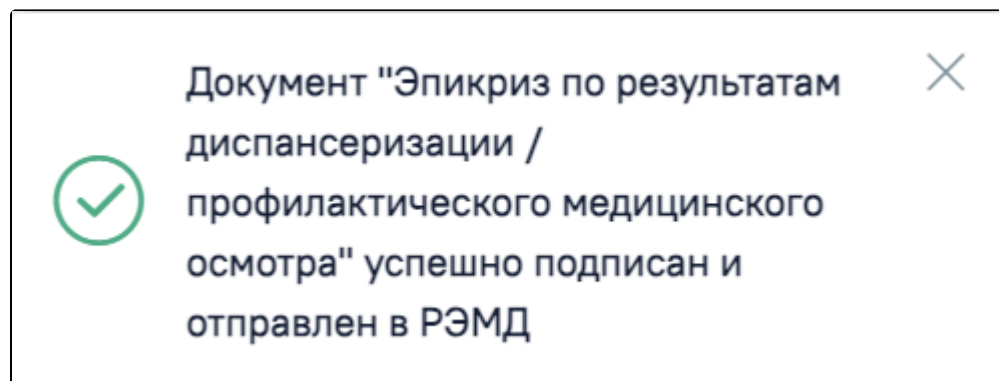 Документ "Эпикриз по результатам
диспансеризации /
профилактического медицинского
осмотра" успешно подписан и
отправлен в РЭМД